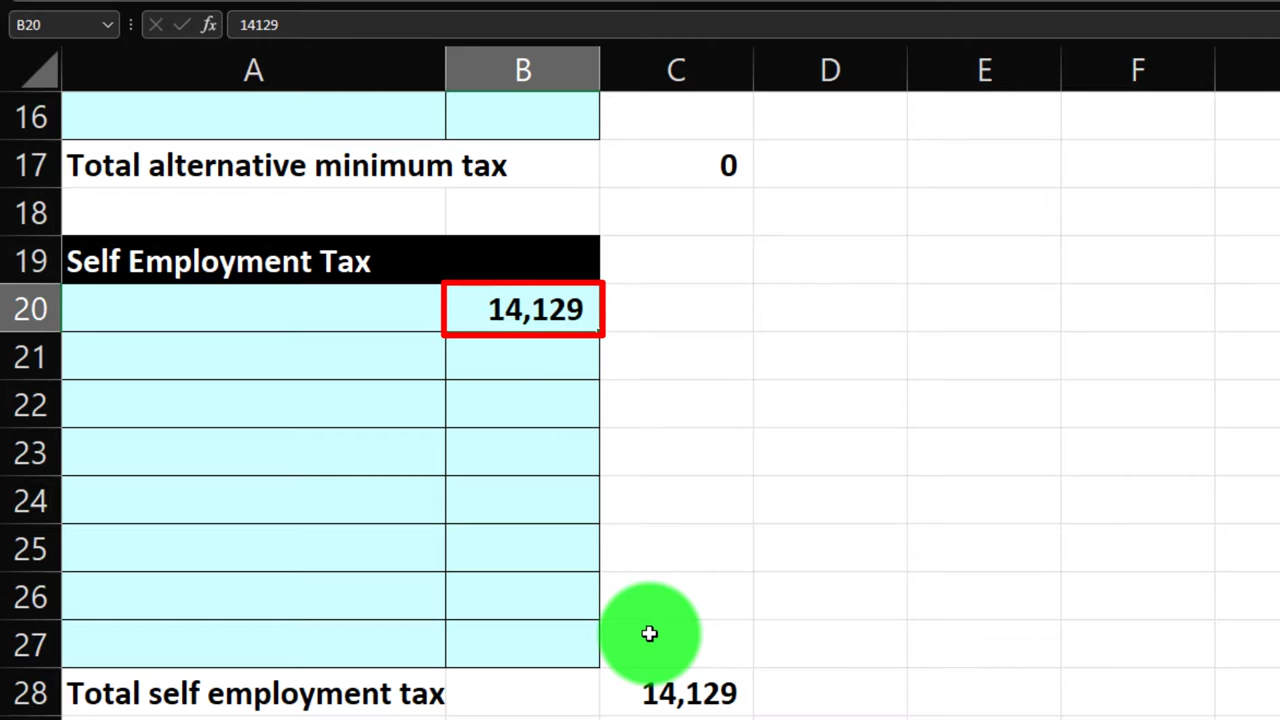 B20 fx 14129
A B C D E F
16
17 Total alternative minimum tax 0
18
19 Self Employment Tax
20 14,129
21
22
23
24
25
26
27
28 Total self employment tax 14,129